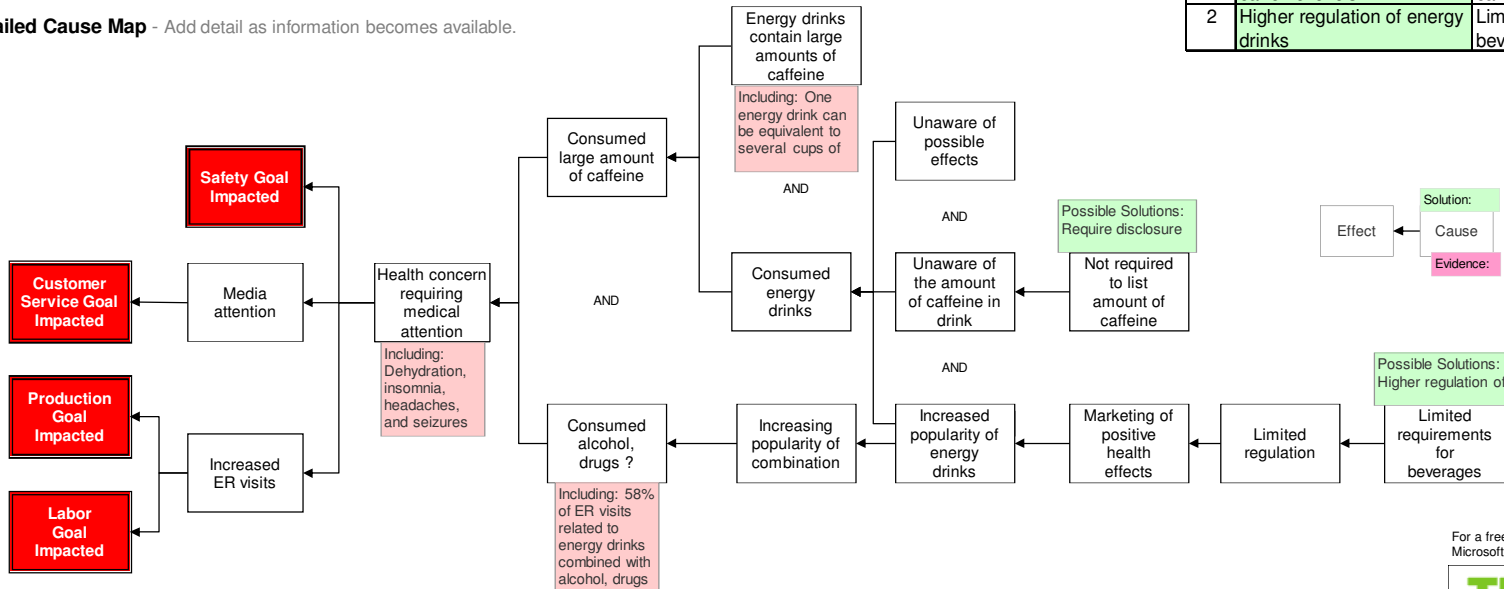 ailed Cause Map - Add detail as information becomes available.
2
Higher regulation of energy
drinks
Lim
bev
Energy drinks
contain large
amounts of
caffeine
Including: One
energy drink can
be equivalent to
several cups of
AND
Consumed
large amount
of caffeine
Unaware of
possible
effects
AND
Safety Goal
Impacted
Possible Solutions:
Require disclosure
Solution:
Effect
Cause
Evidence:
Customer
Service Goal
Impacted
Media
attention
Health concern
requiring
medical
attention
Including:
Dehydration,
insomnia,
headaches,
and seizures
AND
Consumed
energy
drinks
Unaware of
the amount
of caffeine in
drink
Not required
to list
amount of
caffeine
AND
Possible Solutions:
Higher regulation of
Production
Goal
Impacted
Increased
ER visits
Labor
Goal
Impacted
Consumed
alcohol,
drugs ?
Including: 58%
of ER visits
related to
energy drinks
combined with
alcohol, drugs
Increasing
popularity of
combination
Increased
popularity of
energy
drinks
Marketing of
positive
health
effects
Limited
regulation
Limited
requirements
for
beverages
For a free
Microsoft